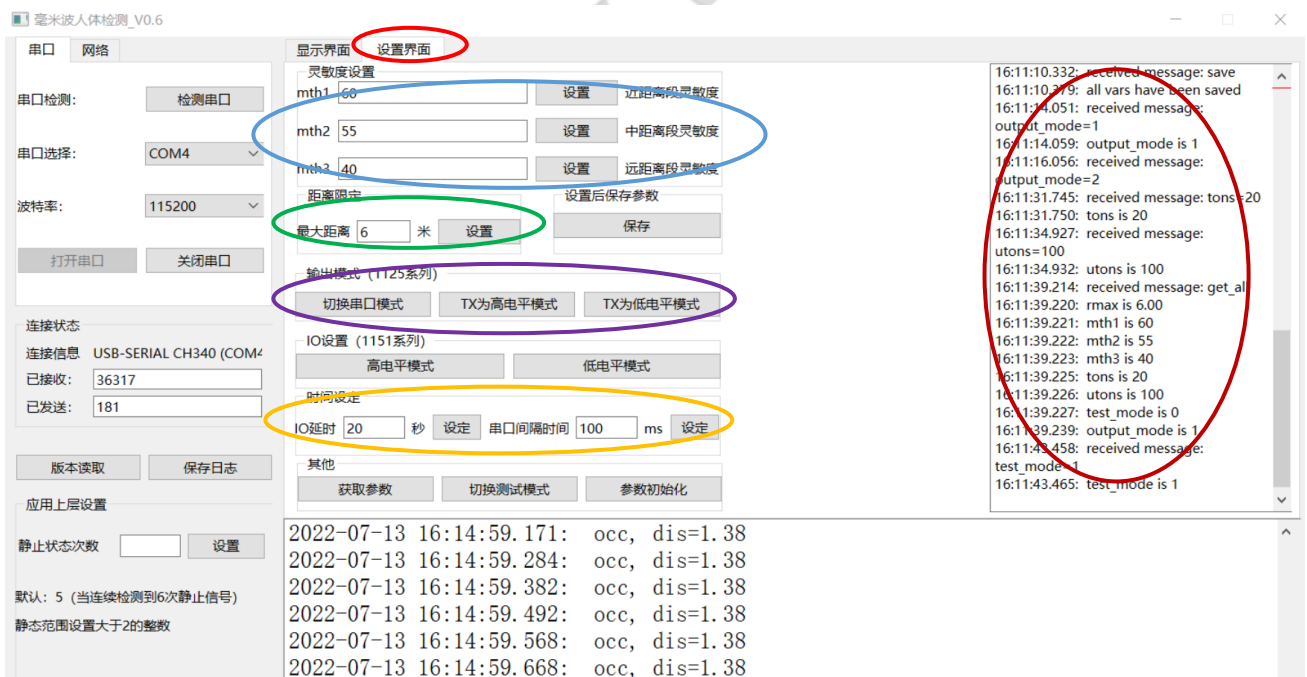 毫米波人体检测_V0.6
串口 网络
串口检测: 检测串口
串口选择: COM4
波特率: 115200
打开串口 关闭串口
连接状态
连接信息 USB-SERIAL CH340 (COM4
已接收: 36317
已发送: 181
版本读取 保存日志
应用上层设置
静止状态次数 设置
默认: 5 (当连续检测到6次静止信号)
静态范围设置大于2的整数
显示界面 设置界面
灵敏度设置
mth1 60 设置 近距离段灵敏度
mth2 55 设置 中距离段灵敏度
mth3 40 设置 远距离段灵敏度
距离限定 设置后保存参数
最大距离 6 米 设置 保存
输出模式 (1125系列)
切换串口模式 TX为高电平模式 TX为低电平模式
IO设置 (1151系列)
高电平模式 低电平模式
时间设定
IO延时 20 秒 设定 串口间隔时间 100 ms 设定
其他
获取参数 切换测试模式 参数初始化
16:11:10.332: received message: save
16:11:10.379: all vars have been saved
16:11:14.051: received message:
output_mode=1
16:11:14.059: output_mode is 1
16:11:16.056: received message:
output_mode=2
16:11:31.745: received message: tons=20
16:11:31.750: tons is 20
16:11:34.927: received message:
utons=100
16:11:34.932: utons is 100
16:11:39.214: received message: get_all
16:11:39.220: rmax is 6.00
16:11:39.221: mth1 is 60
16:11:39.222: mth2 is 55
16:11:39.223: mth3 is 40
16:11:39.225: tons is 20
16:11:39.226: utons is 100
16:11:39.227: test_mode is 0
16:11:39.239: output_mode is 1
16:11:43.458: received message:
test_mode=1
16:11:43.465: test_mode is 1
2022-07-13 16:14:59.171: occ, dis=1.38
2022-07-13 16:14:59.284: occ, dis=1.38
2022-07-13 16:14:59.382: occ, dis=1.38
2022-07-13 16:14:59.492: occ, dis=1.38
2022-07-13 16:14:59.568: occ, dis=1.38
2022-07-13 16:14:59.668: occ, dis=1.38